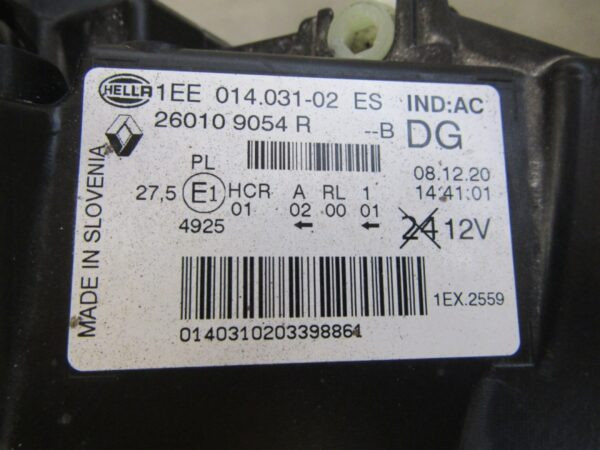 HELLA 1EE 014.031-02 ES IND:AC
26010 9054 R --B DG
PL 08.12.20
27,5 E1 HCR A RL 1 14:41:01
01 02 00 01
4925 ← ← 24 12V
1EX.2559
0140310203398861
MADE IN SLOVENIA